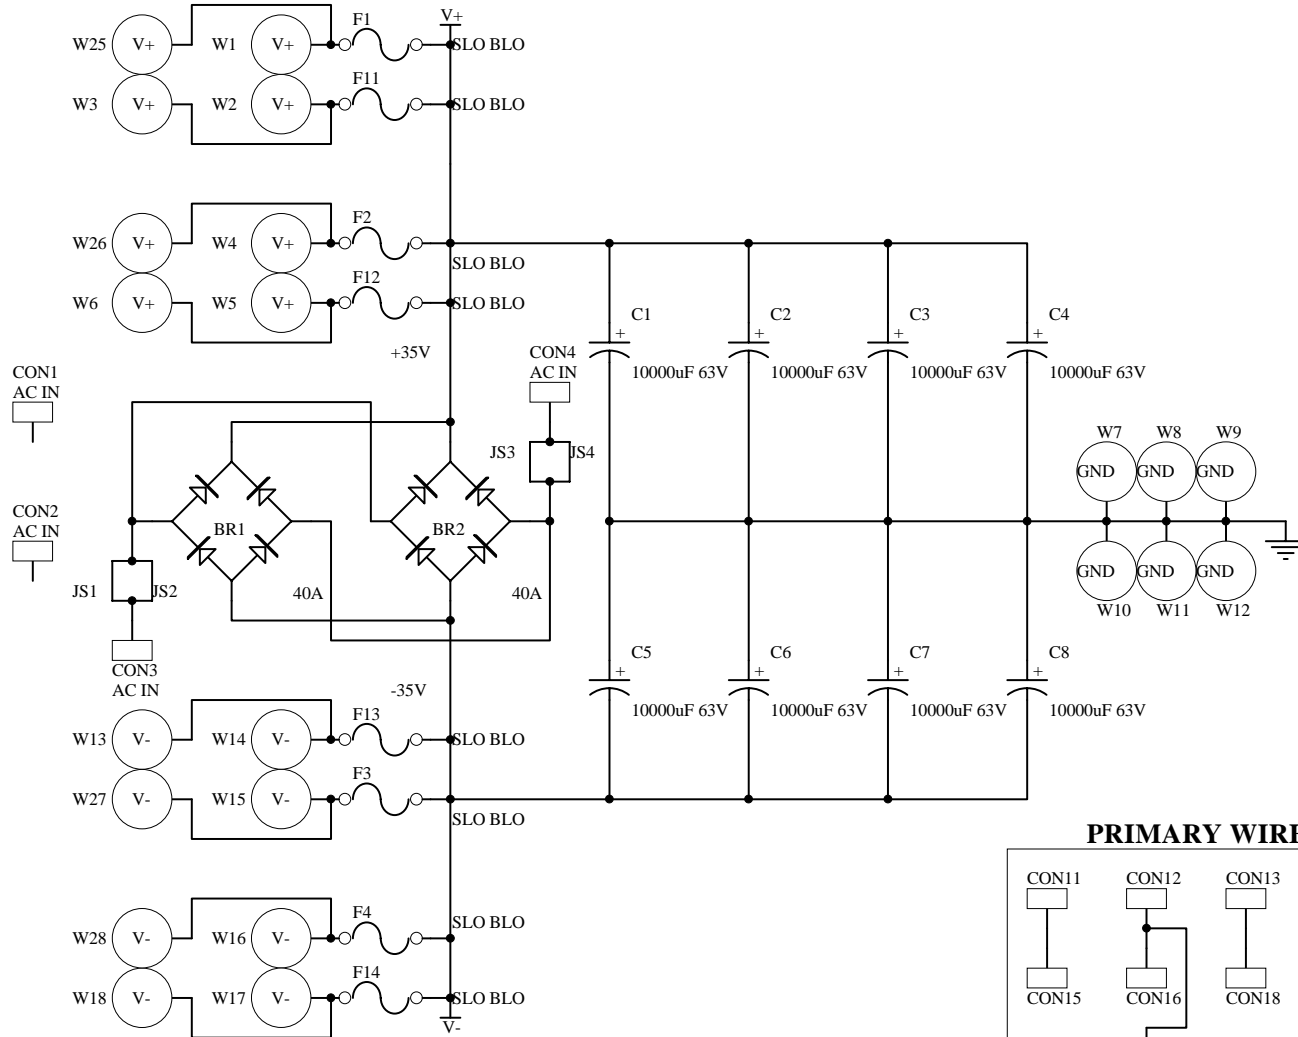 V+
F1
W25 V+ W1 V+ SLO BLO
F11
W3 V+ W2 V+ SLO BLO
F2
W26 V+ W4 V+
SLO BLO
F12
W6 V+ W5 V+ SLO BLO
C1 C2 C3 C4
+ + + +
+35V CON4
AC IN
10000uF 63V 10000uF 63V 10000uF 63V 10000uF 63V
CON1
AC IN
W7 W8 W9
JS3 JS4
GND GND GND
CON2
AC IN
BR1 BR2
GND GND GND
JS1 JS2 40A 40A
W10 W11 W12
C5 C6 C7 C8
CON3
AC IN
+ + + +
-35V
10000uF 63V 10000uF 63V 10000uF 63V 10000uF 63V
F13
W13 V- W14 V- SLO BLO
F3
W27 V- W15 V-
SLO BLO
PRIMARY WIRE
CON11 CON12 CON13
F4
SLO BLO
W28 V- W16 V-
F14
W18 V- W17 V- SLO BLO
CON15 CON16 CON18
V-